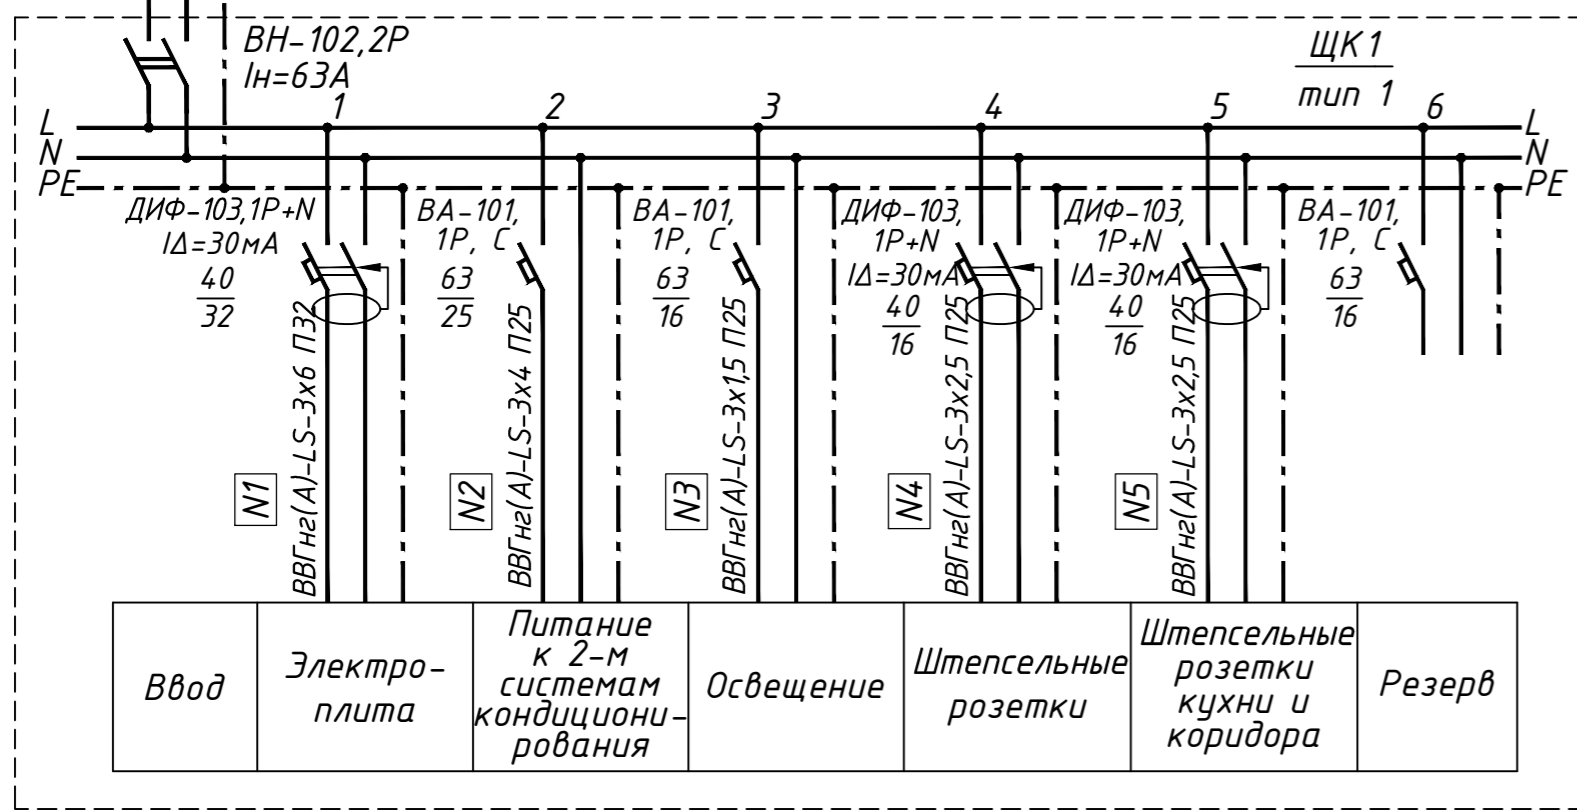 ВН-102,2Р
Iн=63А
ЩК1
тип 1
1
2
3
4
5
6
L
L
N
N
PE
PE
ДИФ-103,1Р+N
IΔ=30мА
40
32
ВА-101,
1Р, С
63
25
ВА-101,
1Р, С
63
16
ДИФ-103,
1Р+N
IΔ=30мА
40
16
ДИФ-103,
1Р+N
IΔ=30мА
40
16
ВА-101,
1Р, С
63
16
N1
ВВГнг(А)-LS-3х6 П32
N2
ВВГнг(А)-LS-3х4 П25
N3
ВВГнг(А)-LS-3х1,5 П25
N4
ВВГнг(А)-LS-3х2,5 П25
N5
ВВГнг(А)-LS-3х2,5 П25
Ввод
Электро-
плита
Питание
к 2-м
системам
кондициони-
рования
Освещение
Штепсельные
розетки
Штепсельные
розетки
кухни и
коридора
Резерв